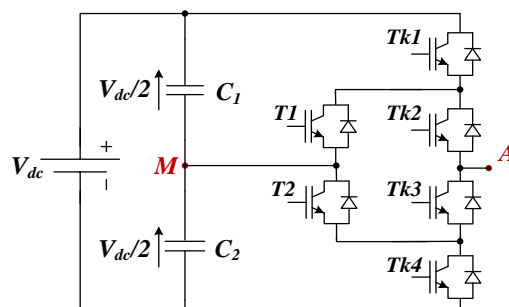 Tk1
V_dc/2
C_1
T1
Tk2
V_dc
+
−
M
A
T2
Tk3
V_dc/2
C_2
Tk4